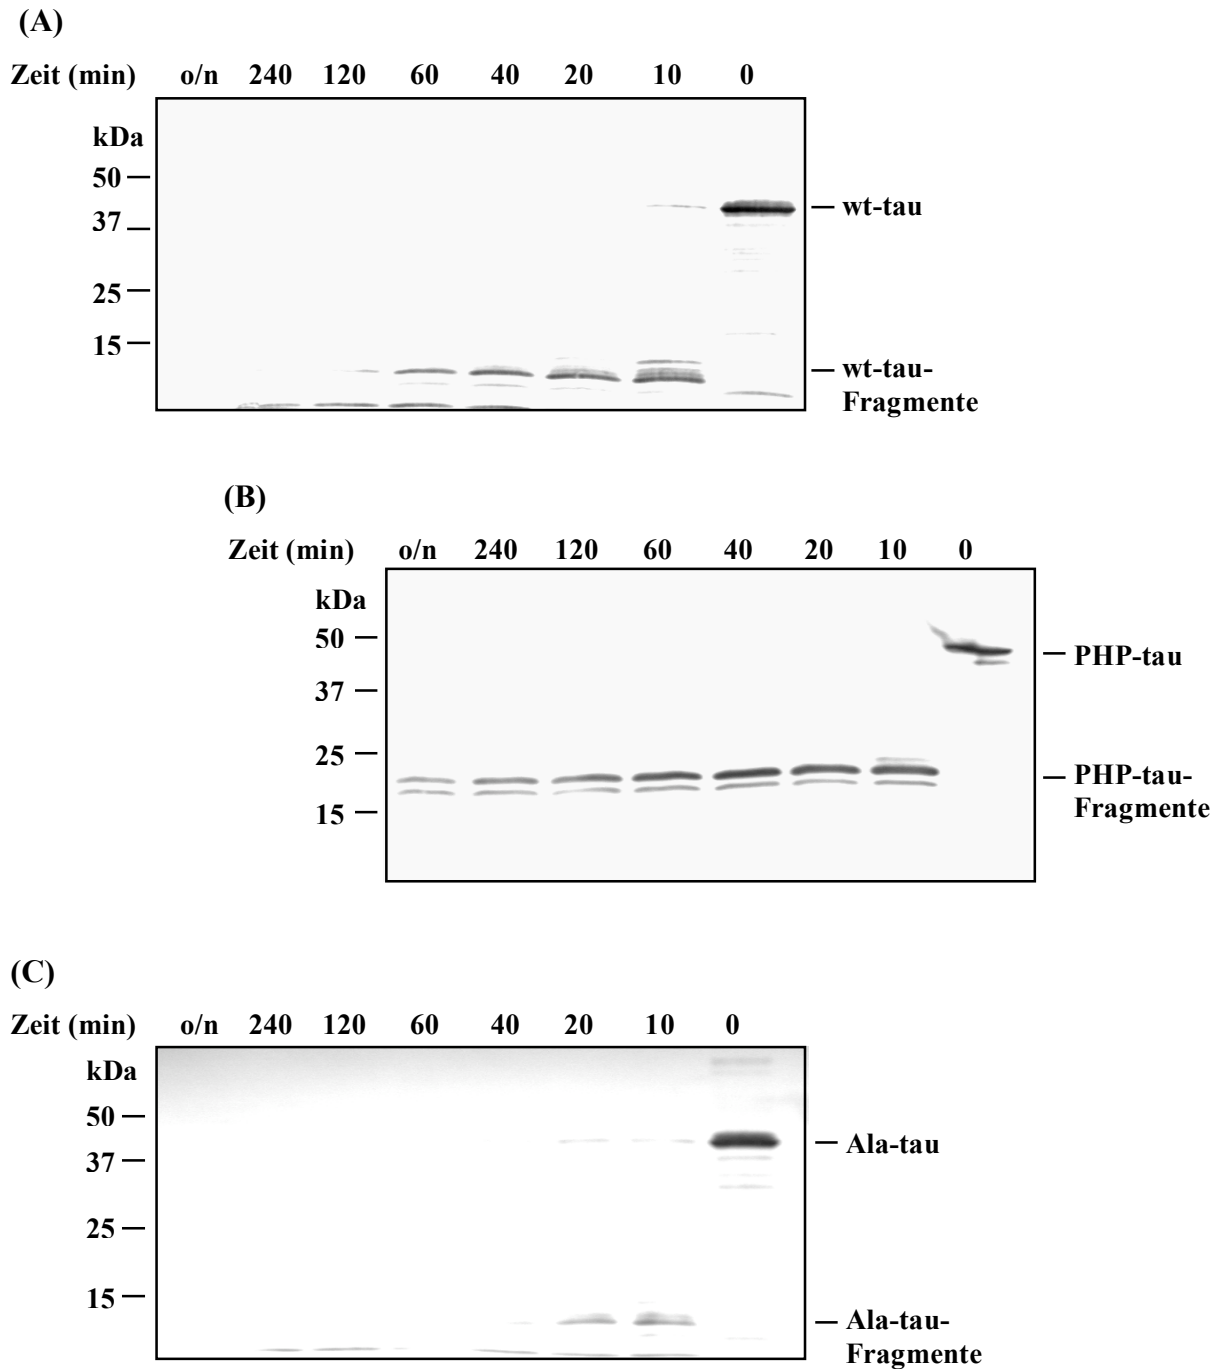 (A)
Zeit (min) o/n 240 120 60 40 20 10 0
kDa
50
37
25
15
wt-tau
wt-tau-
Fragmente
(B)
Zeit (min) o/n 240 120 60 40 20 10 0
kDa
50
37
25
15
PHP-tau
PHP-tau-
Fragmente
(C)
Zeit (min) o/n 240 120 60 40 20 10 0
kDa
50
37
25
15
Ala-tau
Ala-tau-
Fragmente